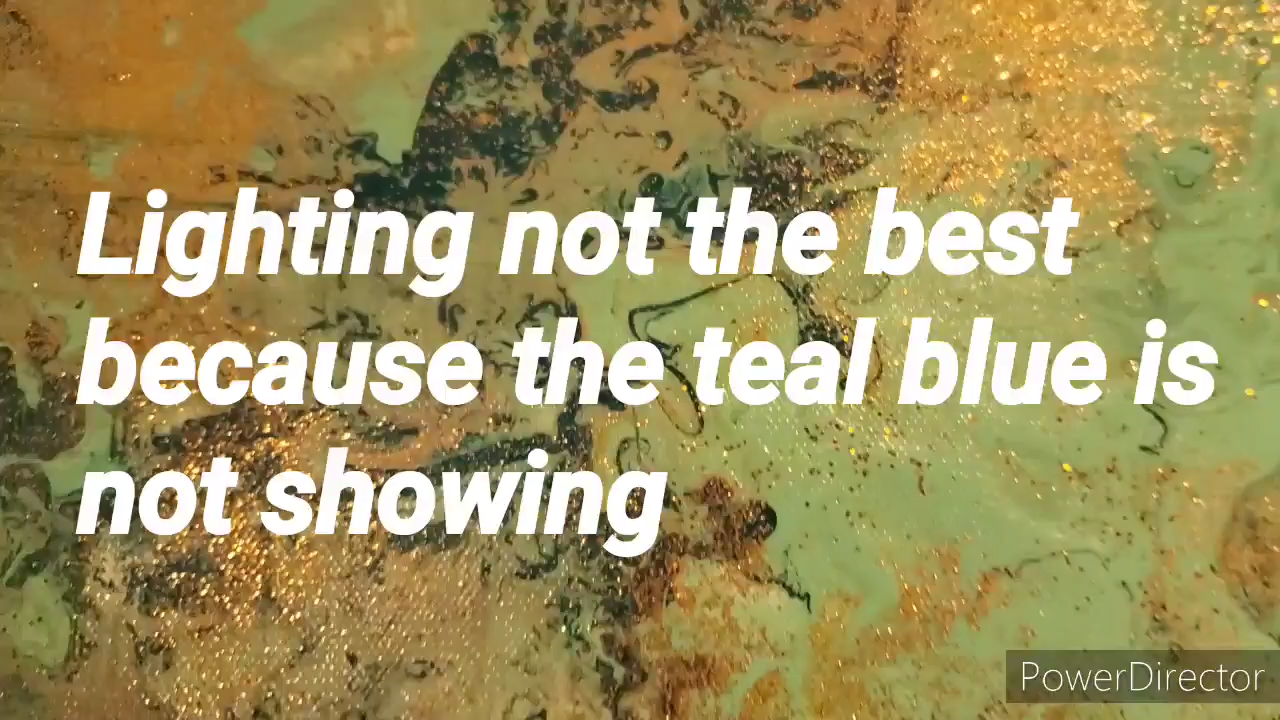 Lighting not the best
because the teal blue is
not showing
PowerDirector